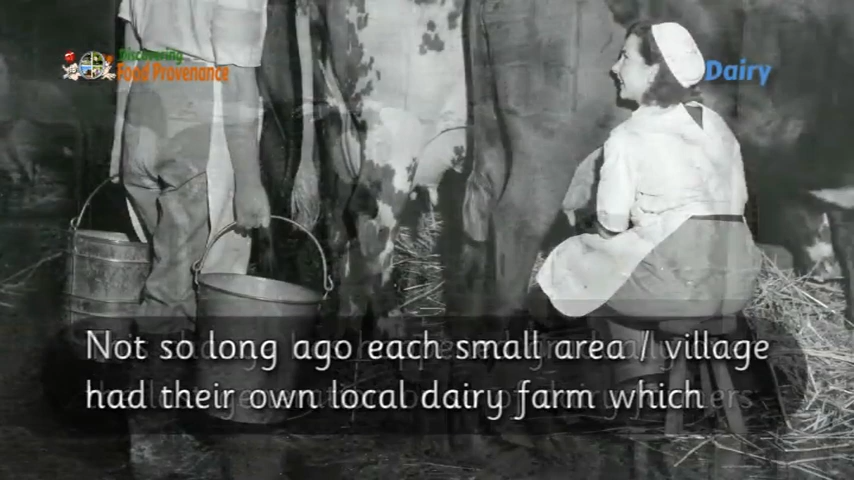 Discovering
Food Provenance
Dairy
Not so long ago each small area / village
had their own local dairy farm which